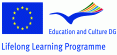 Education and Culture DG
Lifelong Learning Programme